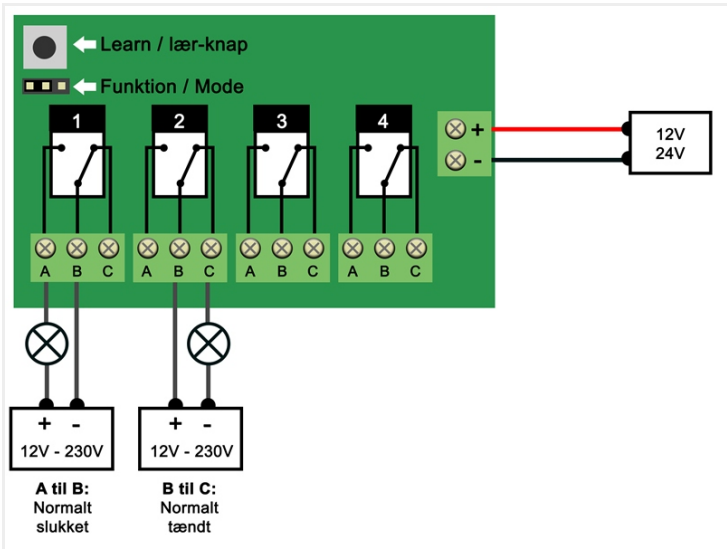 Learn / lær-knap
Funktion / Mode
1 2 3 4
+
-
12V
24V
A B C A B C A B C A B C
+ - + -
12V - 230V 12V - 230V
A til B:
Normalt
slukket
B til C:
Normalt
tændt